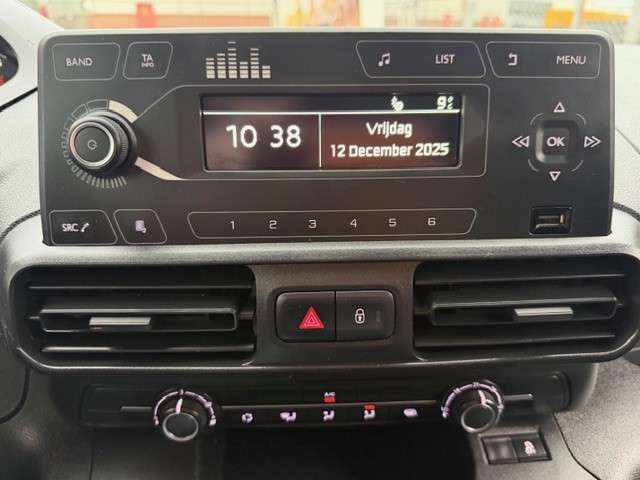 BAND
TA
INFO
LIST
MENU
9°C
10 38
Vrijdag
12 December 2025
OK
SRC
1 2 3 4 5 6
A/C